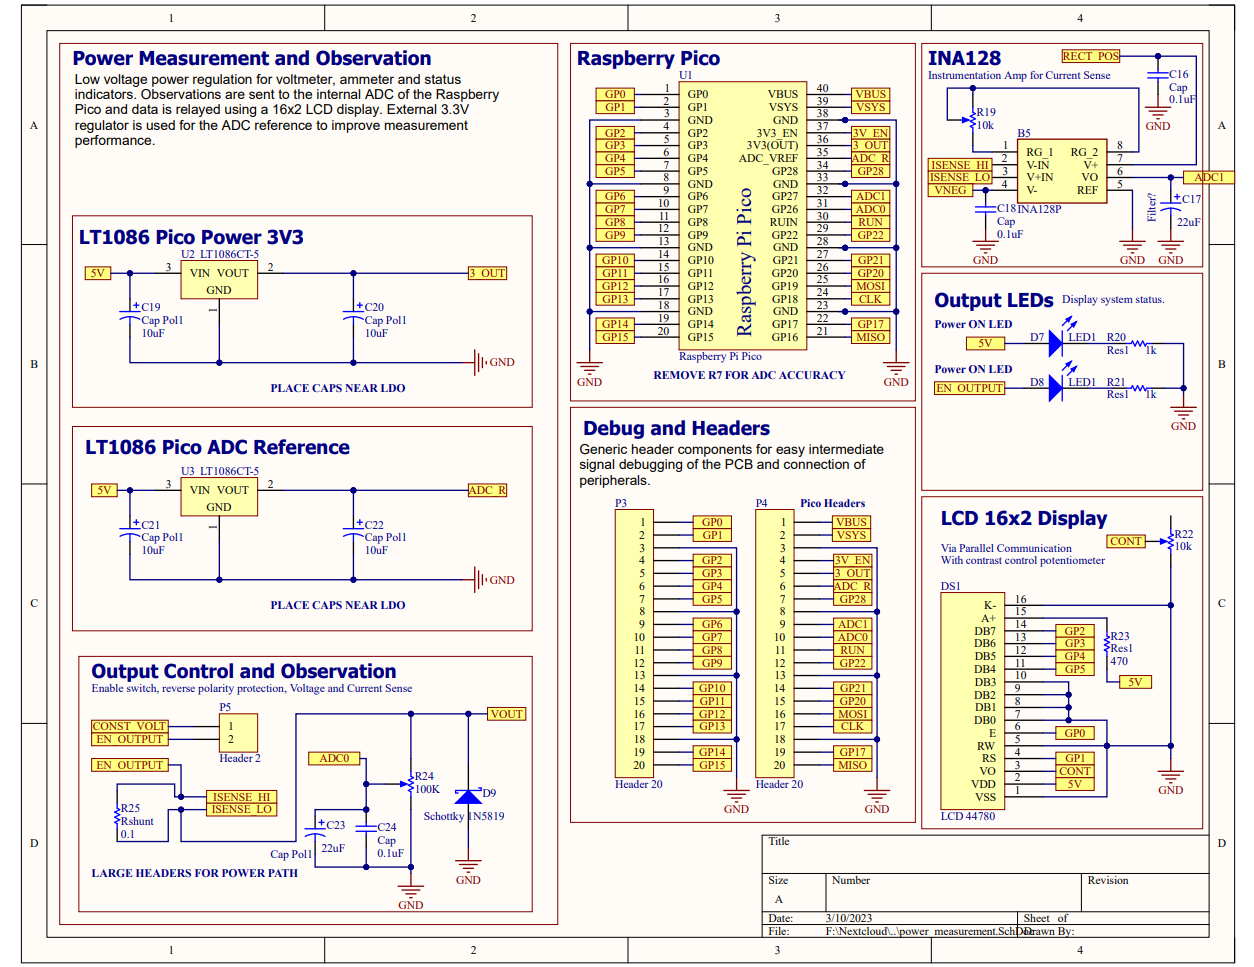 1 2 3 4
A
B
C
D
Power Measurement and Observation
Low voltage power regulation for voltmeter, ammeter and status
indicators. Observations are sent to the internal ADC of the Raspberry
Pico and data is relayed using a 16x2 LCD display. External 3.3V
regulator is used for the ADC reference to improve measurement
performance.
LT1086 Pico Power 3V3
U2 LT1086CT-5
5V 3 VIN VOUT 2 3 OUT
GND
1
C19
Cap Pol1
10uF
C20
Cap Pol1
10uF
GND
PLACE CAPS NEAR LDO
LT1086 Pico ADC Reference
U3 LT1086CT-5
5V 3 VIN VOUT 2 ADC R
GND
1
C21
Cap Pol1
10uF
C22
Cap Pol1
10uF
GND
PLACE CAPS NEAR LDO
Output Control and Observation
Enable switch, reverse polarity protection, Voltage and Current Sense
P5
CONST_VOLT 1
EN_OUTPUT 2
Header 2
EN_OUTPUT
ISENSE_HI
ISENSE_LO
R25
Rshunt
0.1
VOUT
ADC0
R24
100K
D9
Schottky 1N5819
C23
22uF
Cap Pol1
C24
Cap
0.1uF
GND
GND
LARGE HEADERS FOR POWER PATH
Raspberry Pico
U1
GP0 1 GP0 VBUS 40 VBUS
GP1 2 GP1 VSYS 39 VSYS
3 GND GND 38
GP2 4 GP2 3V3_EN 37 3V EN
GP3 5 GP3 3V3(OUT) 36 3 OUT
GP4 6 GP4 ADC_VREF 35 ADC R
GP5 7 GP5 GP28 34 GP28
8 GND GND 33
GP6 9 GP6 GP27 32 ADC1
GP7 10 GP7 GP26 31 ADC0
GP8 11 GP8 RUIN 30 RUN
GP9 12 GP9 GP22 29 GP22
13 GND GND 28
GP10 14 GP10 GP21 27 GP21
GP11 15 GP11 GP20 26 GP20
GP12 16 GP12 GP19 25 MOSI
GP13 17 GP13 GP18 24 CLK
18 GND GND 23
GP14 19 GP14 GP17 22 GP17
GP15 20 GP15 GP16 21 MISO
Raspberry Pi Pico
Raspberry Pi Pico
GND
GND
REMOVE R7 FOR ADC ACCURACY
Debug and Headers
Generic header components for easy intermediate
signal debugging of the PCB and connection of
peripherals.
P3
1 GP0
2 GP1
3
4 GP2
5 GP3
6 GP4
7 GP5
8
9 GP6
10 GP7
11 GP8
12 GP9
13
14 GP10
15 GP11
16 GP12
17 GP13
18
19 GP14
20 GP15
Header 20
GND
P4 Pico Headers
1 VBUS
2 VSYS
3
4 3V EN
5 3 OUT
6 ADC R
7 GP28
8
9 ADC1
10 ADC0
11 RUN
12 GP22
13
14 GP21
15 GP20
16 MOSI
17 CLK
18
19 GP17
20 MISO
Header 20
GND
INA128
Instrumentation Amp for Current Sense
RECT_POS
C16
Cap
0.1uF
GND
R19
10k
B5
1 RG_1 RG_2 8
ISENSE_HI 2 V-IN V+ 7
ISENSE_LO 3 V+IN VO 6 ADC1
VNEG 4 V- REF 5
INA128P
C18
Cap
0.1uF
GND
Filter?
C17
22uF
GND
GND
Output LEDs
Display system status.
Power ON LED
5V D7 LED1 R20
Res1 1k
Power ON LED
EN_OUTPUT D8 LED1 R21
Res1 1k
GND
LCD 16x2 Display
Via Parallel Communication
With contrast control potentiometer
CONT
R22
10k
DS1
K- 16
A+ 15
DB7 14 GP2
DB6 13 GP3
DB5 12 GP4
DB4 11 GP5
DB3 10
DB2 9
DB1 8
DB0 7
E 6 GP0
RW 5
RS 4 GP1
VO 3 CONT
VDD 2 5V
VSS 1
LCD 44780
R23
Res1
470
5V
GND
Title
Size
A
Number
Revision
Date: 3/10/2023 Sheet of
File: F:\Nextcloud\..\power_measurement.SchDoc Drawn By:
A
B
C
D
1 2 3 4